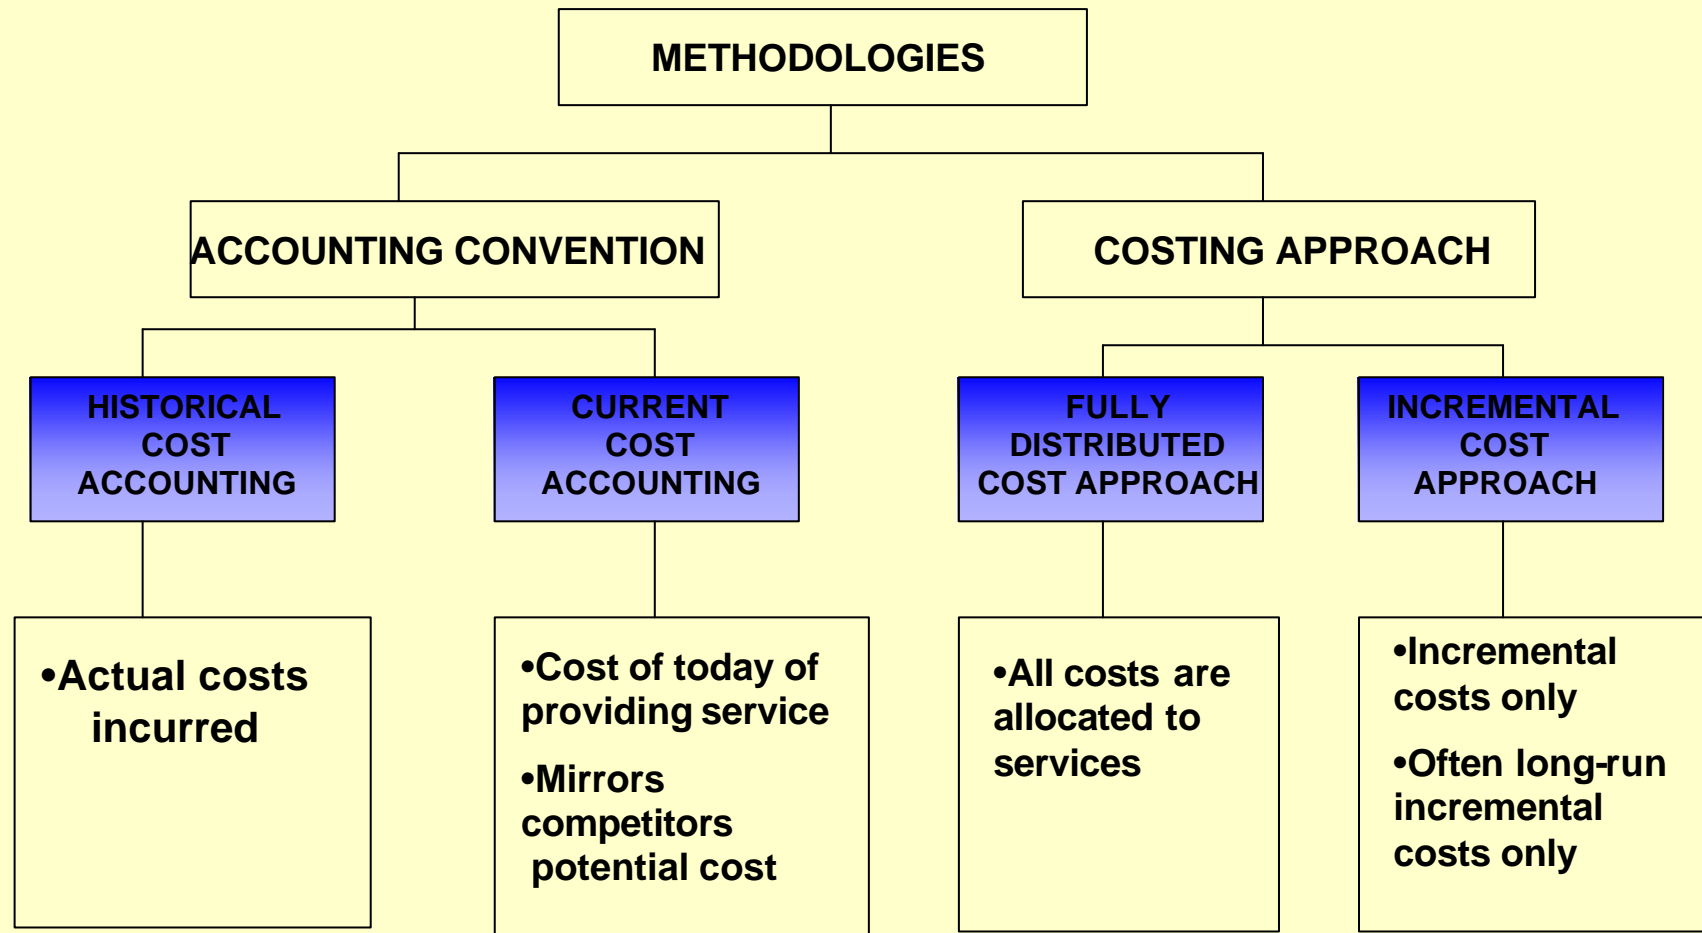 METHODOLOGIES
ACCOUNTING CONVENTION
COSTING APPROACH
HISTORICAL
COST
ACCOUNTING
CURRENT
COST
ACCOUNTING
FULLY
DISTRIBUTED
COST APPROACH
INCREMENTAL
COST
APPROACH
•Actual costs
incurred
•Cost of today of
providing service
•Mirrors
competitors
potential cost
•All costs are
allocated to
services
•Incremental
costs only
•Often long-run
incremental
costs only